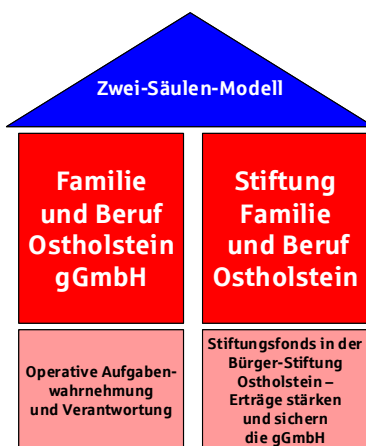 Zwei-Säulen-Modell
Familie
und Beruf
Ostholstein
gGmbH
Stiftung
Familie
und Beruf
Ostholstein
Operative Aufgaben-
wahrnehmung
und Verantwortung
Stiftungsfonds in der
Bürger-Stiftung
Ostholstein –
Erträge stärken
und sichern
die gGmbH